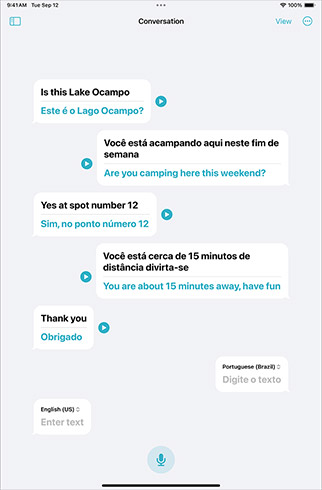 9:41AM Tue Sep 12
100%
Conversation
View
Is this Lake Ocampo
Este é o Lago Ocampo?
Você está acampando aqui neste fim de
semana
Are you camping here this weekend?
Yes at spot number 12
Sim, no ponto número 12
Você está cerca de 15 minutos de
distância divirta-se
You are about 15 minutes away, have fun
Thank you
Obrigado
Portuguese (Brazil)
Digite o texto
English (US)
Enter text